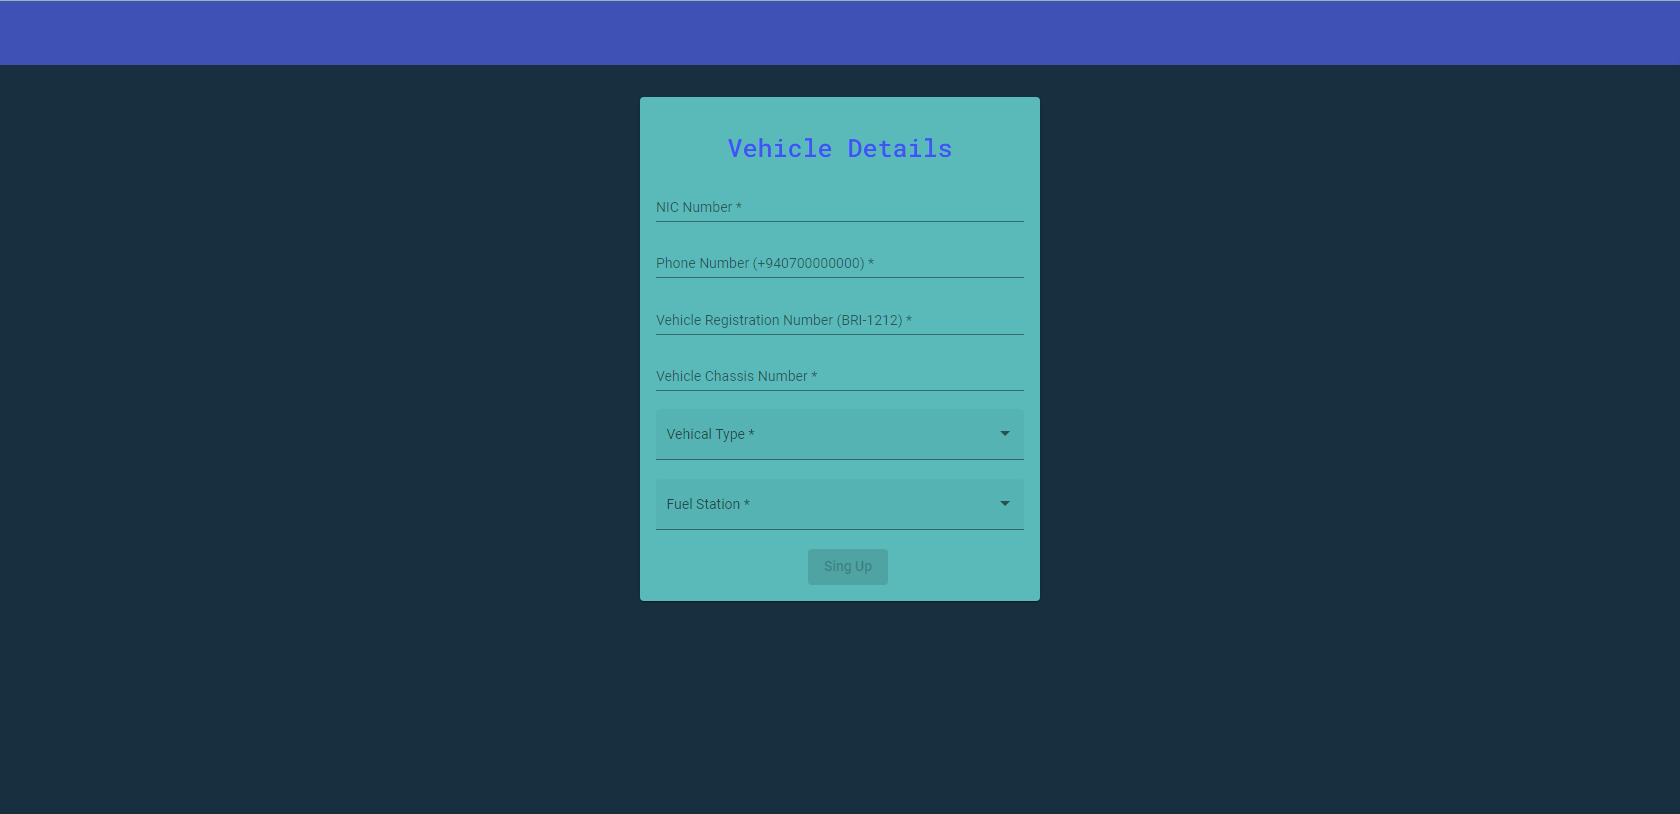 Vehicle Details
NIC Number *
Phone Number (+940700000000) *
Vehicle Registration Number (BRI-1212) *
Vehicle Chassis Number *
Vehical Type *
Fuel Station *
Sing Up